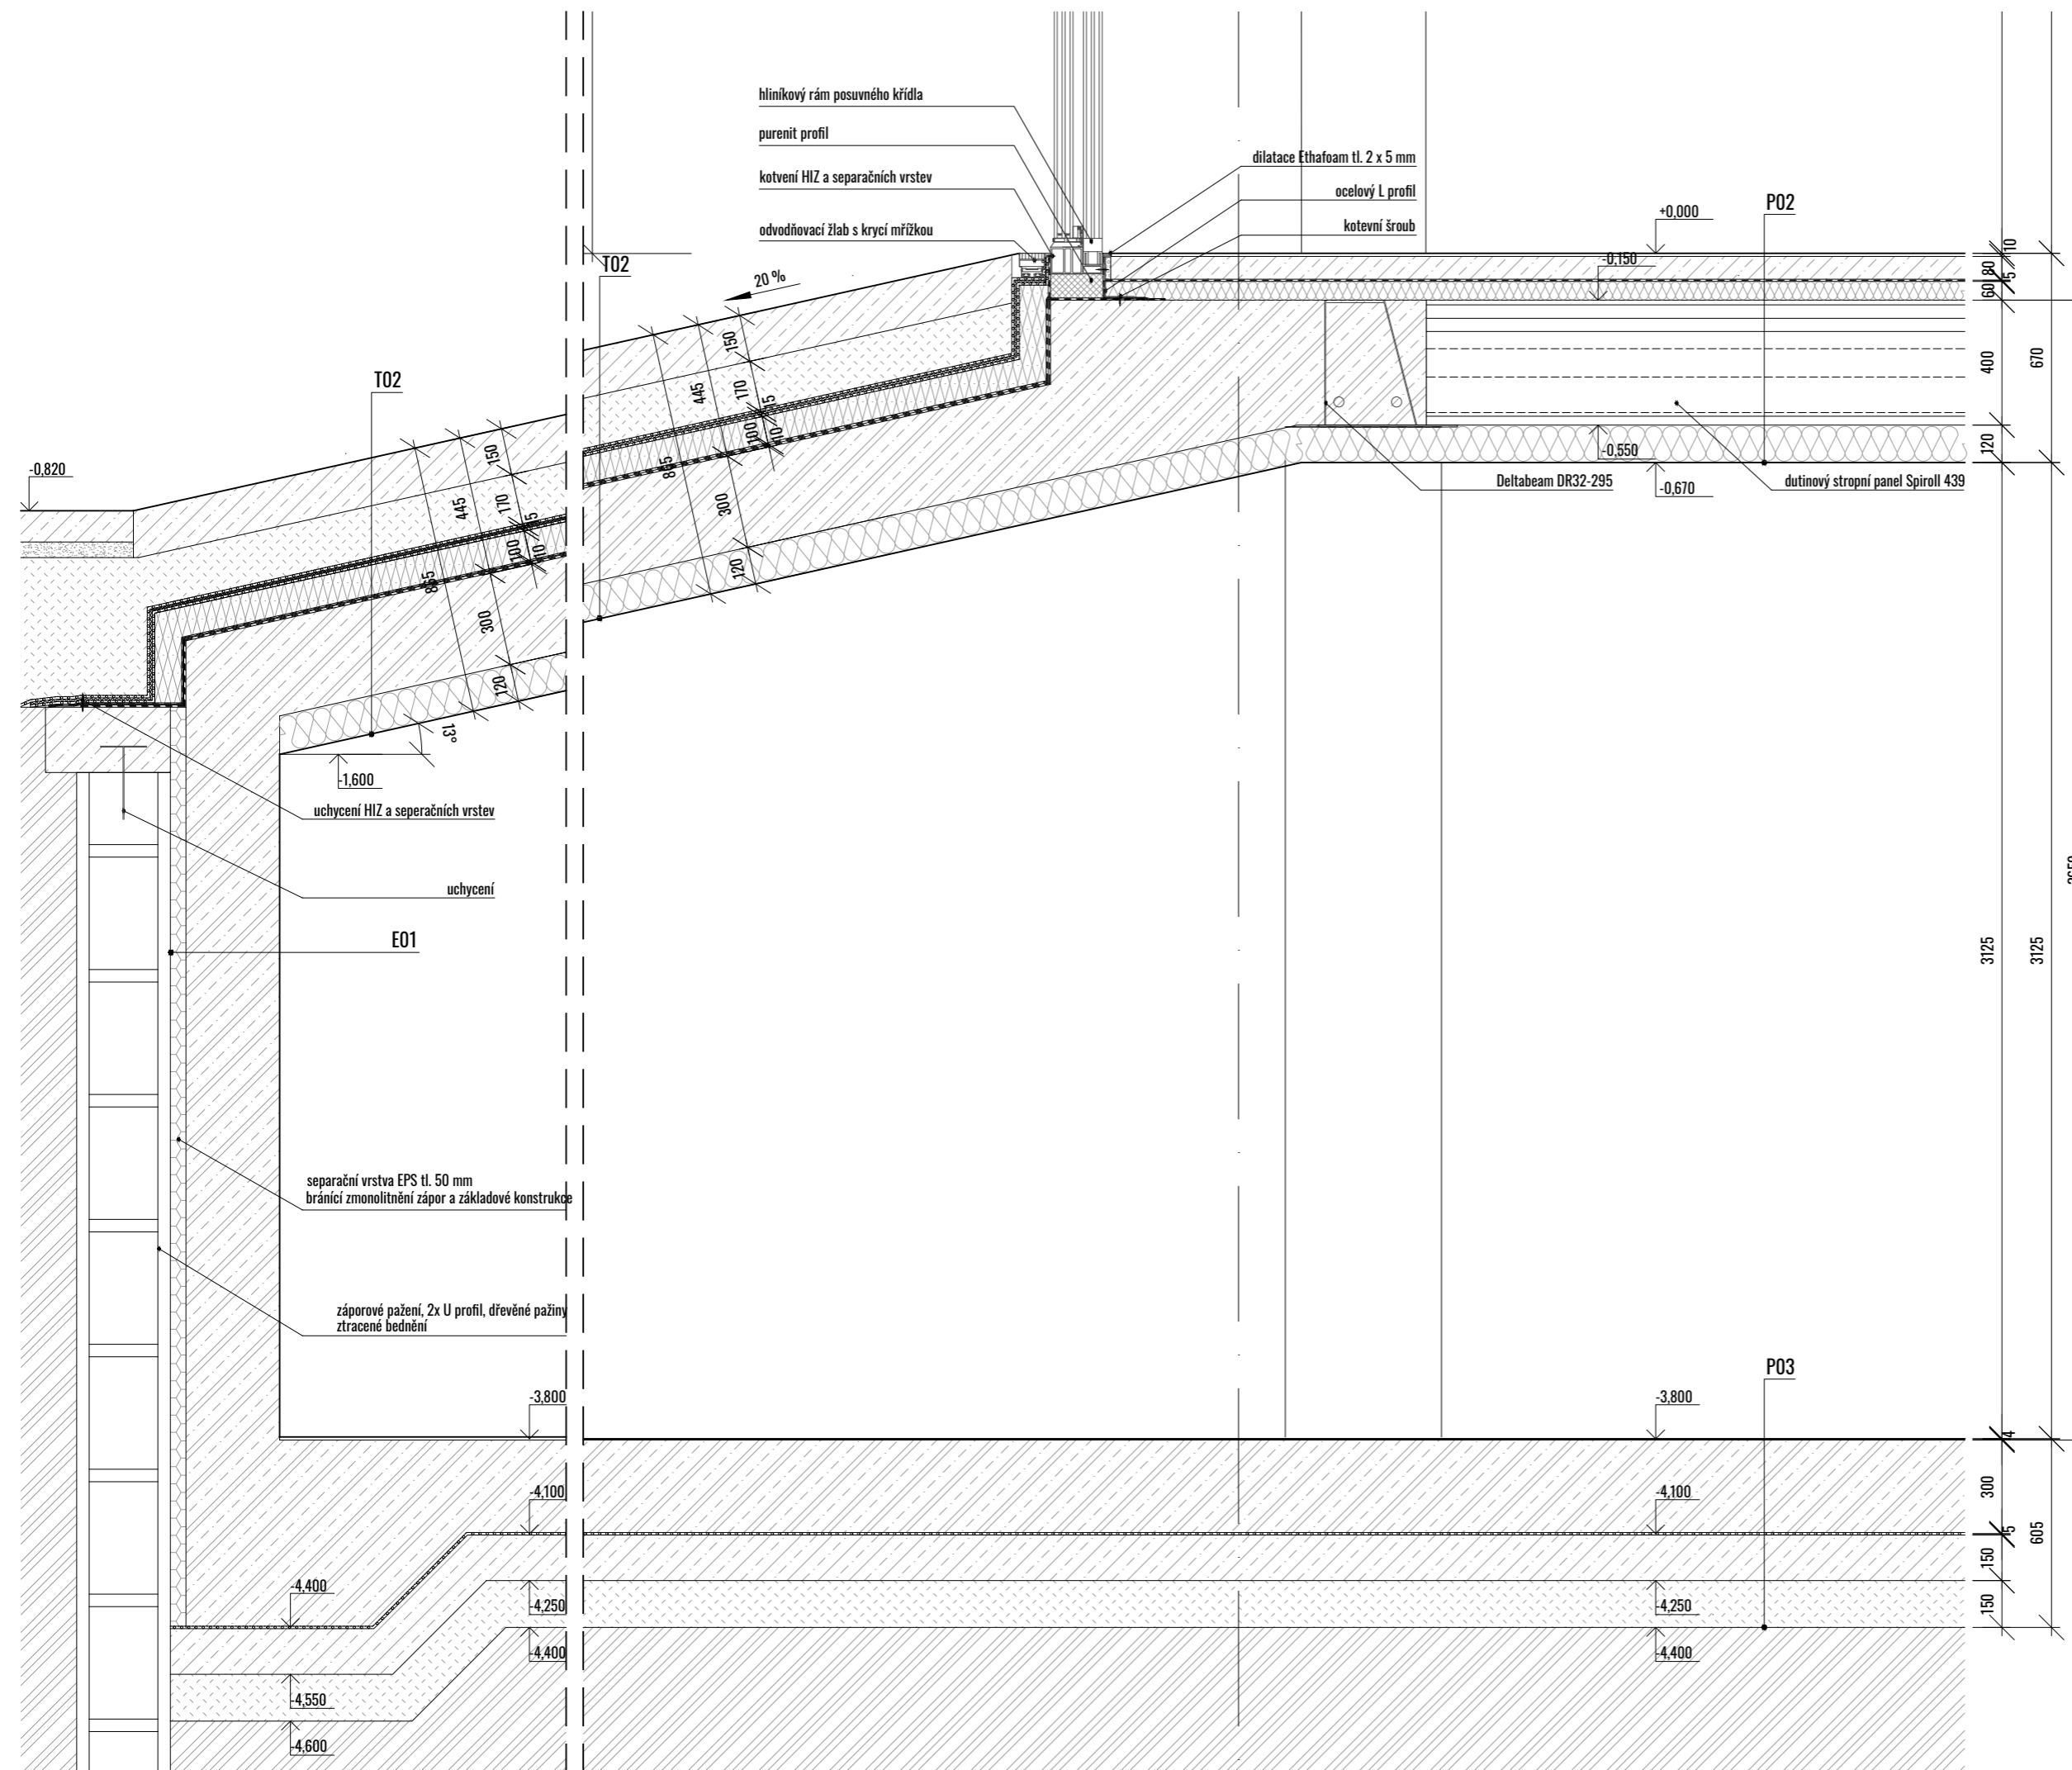 hliníkový rám posuvného křídla
purenit profil
kotvení HIZ a separačních vrstev
odvodňovací žlab s krycí mřížkou
dilatace Ethafoam tl. 2 x 5 mm
ocelový L profil
kotevní šroub
+0,000
P02
-0,150
T02
20 %
10
80
5
60
400
670
120
150
445
170
15
100
10
865
300
120
T02
150
445
170
15
100
10
865
300
120
13°
-0,820
-0,550
-0,670
Deltabeam DR32-295
dutinový stropní panel Spiroll 439
-1,600
uchycení HIZ a seperačních vrstev
uchycení
E01
3125
3125
separační vrstva EPS tl. 50 mm
bránící zmonolitnění zápor a základové konstrukce
záporové pažení, 2x U profil, dřevěné pažiny
ztracené bednění
P03
-3,800
-3,800
4
-4,100
-4,100
300
5
605
150
150
-4,400
-4,250
-4,250
-4,400
-4,400
-4,550
-4,600